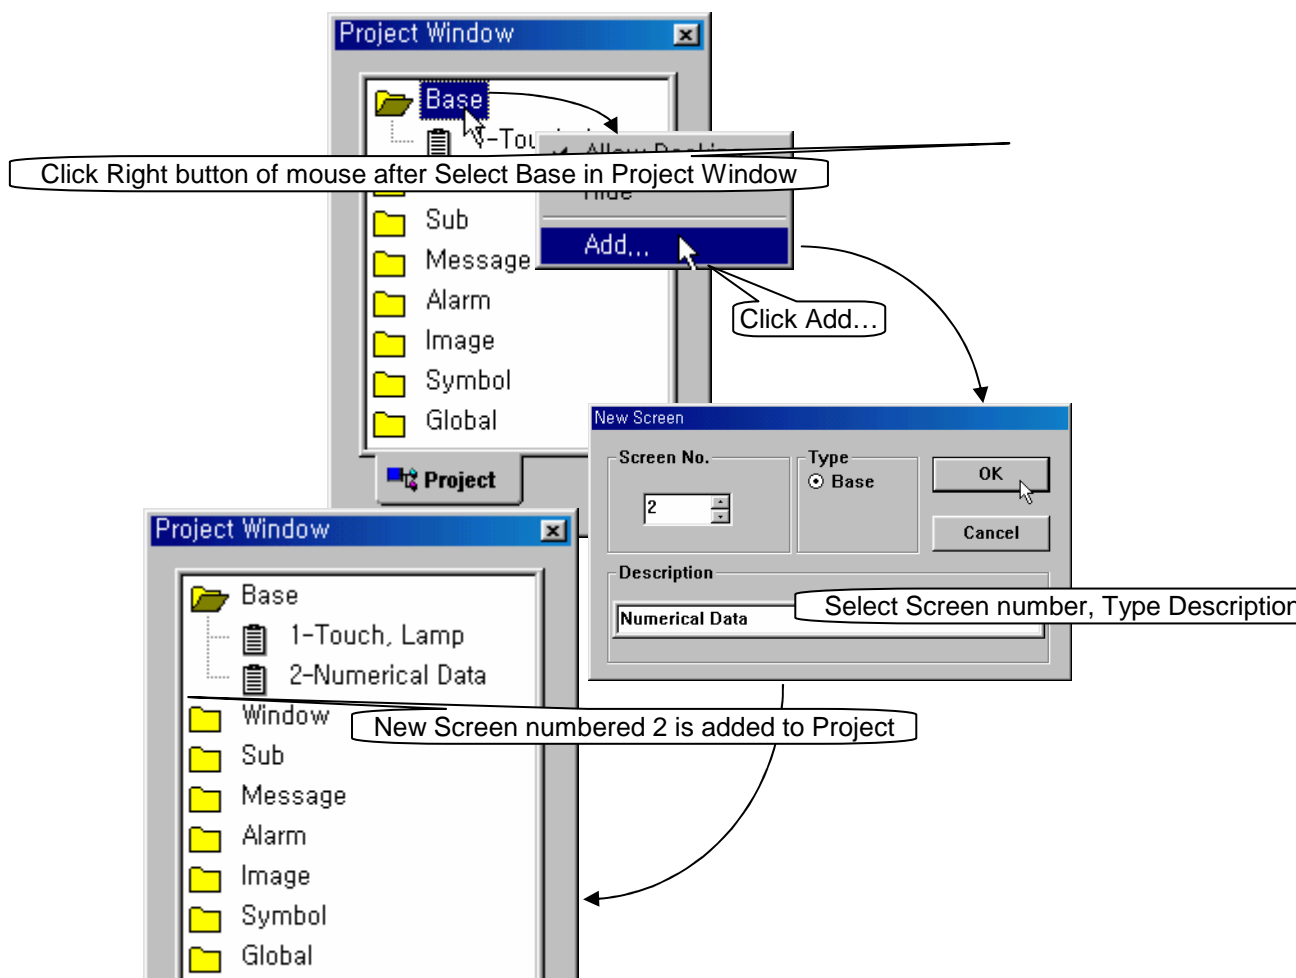 Project Window
Base
Click Right button of mouse after Select Base in Project Window
Sub
Add...
Message
Click Add...
Alarm
Image
Symbol
Global
Project
New Screen
Screen No.
Type
Base
OK
2
Cancel
Description
Numerical Data
Select Screen number, Type Description
Project Window
Base
1-Touch, Lamp
2-Numerical Data
Window
New Screen numbered 2 is added to Project
Sub
Message
Alarm
Image
Symbol
Global